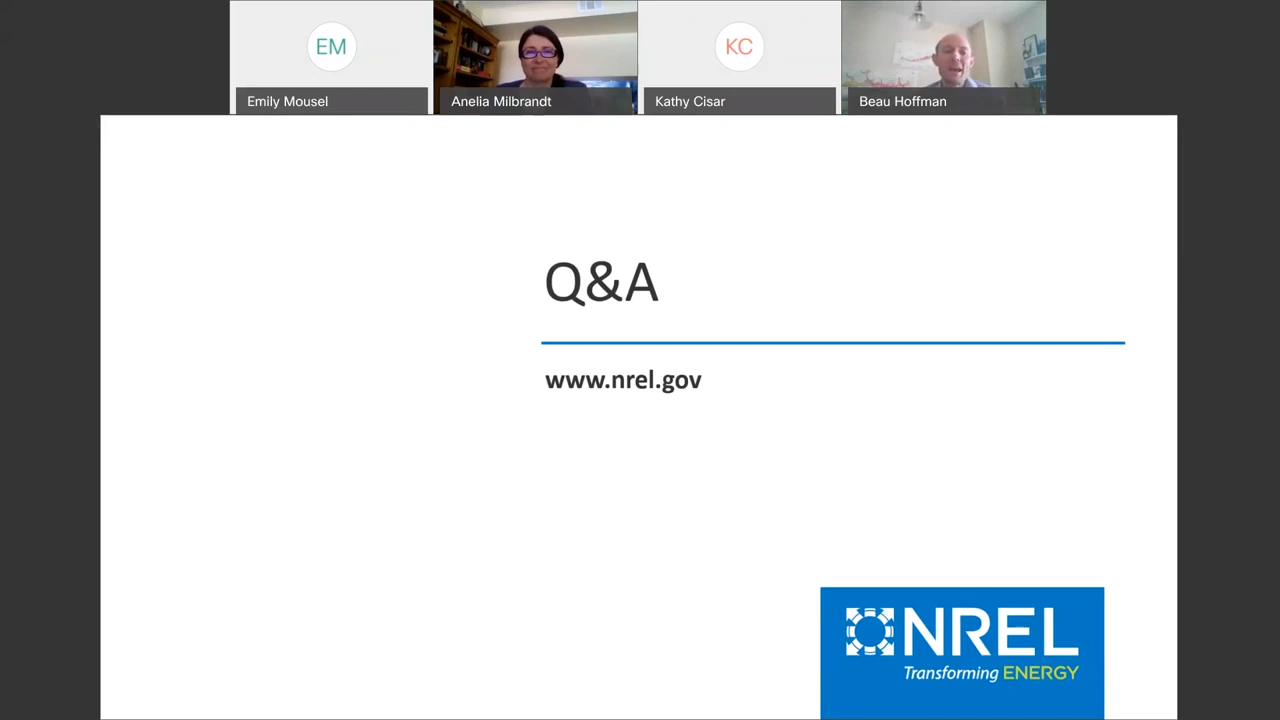 EM
KC
Emily Mousel
Anelia Milbrandt
Kathy Cisar
Beau Hoffman
Q&A
www.nrel.gov
NREL
Transforming ENERGY